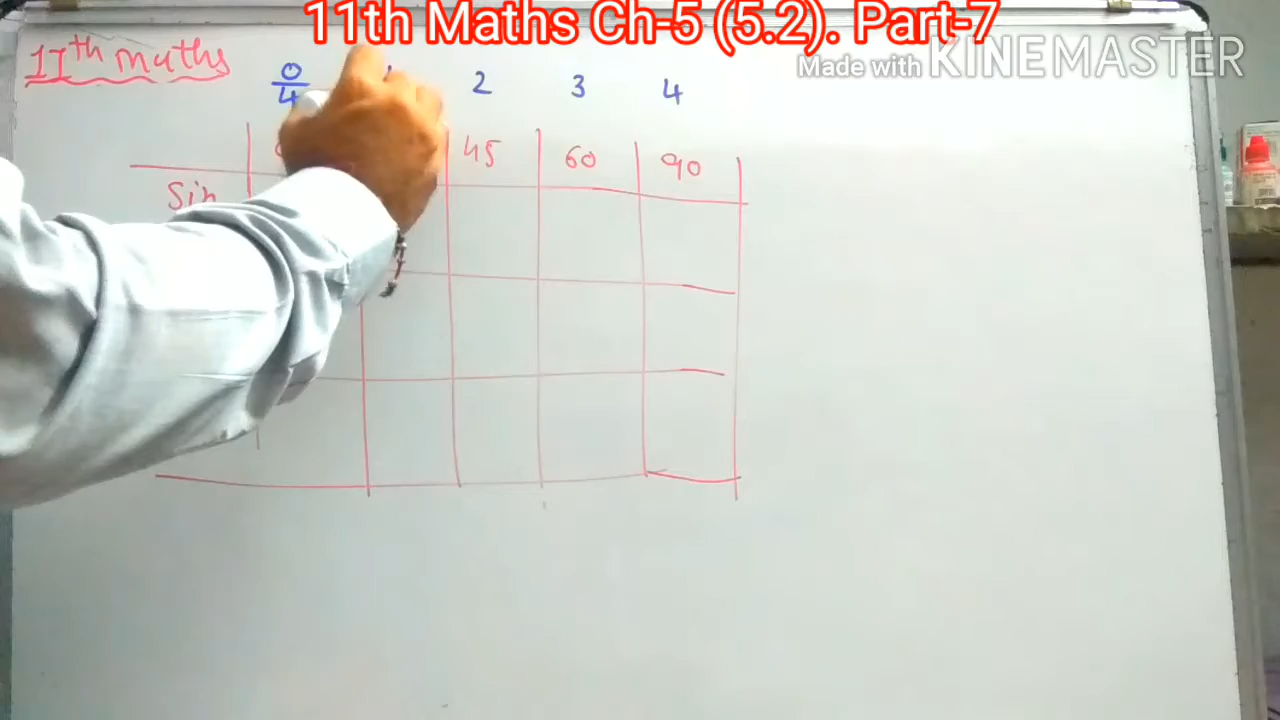 11th Maths Ch-5 (5.2). Part-7
Made with KINEMASTER
11th maths
0 2 3 4
4
45 60 90
Sin